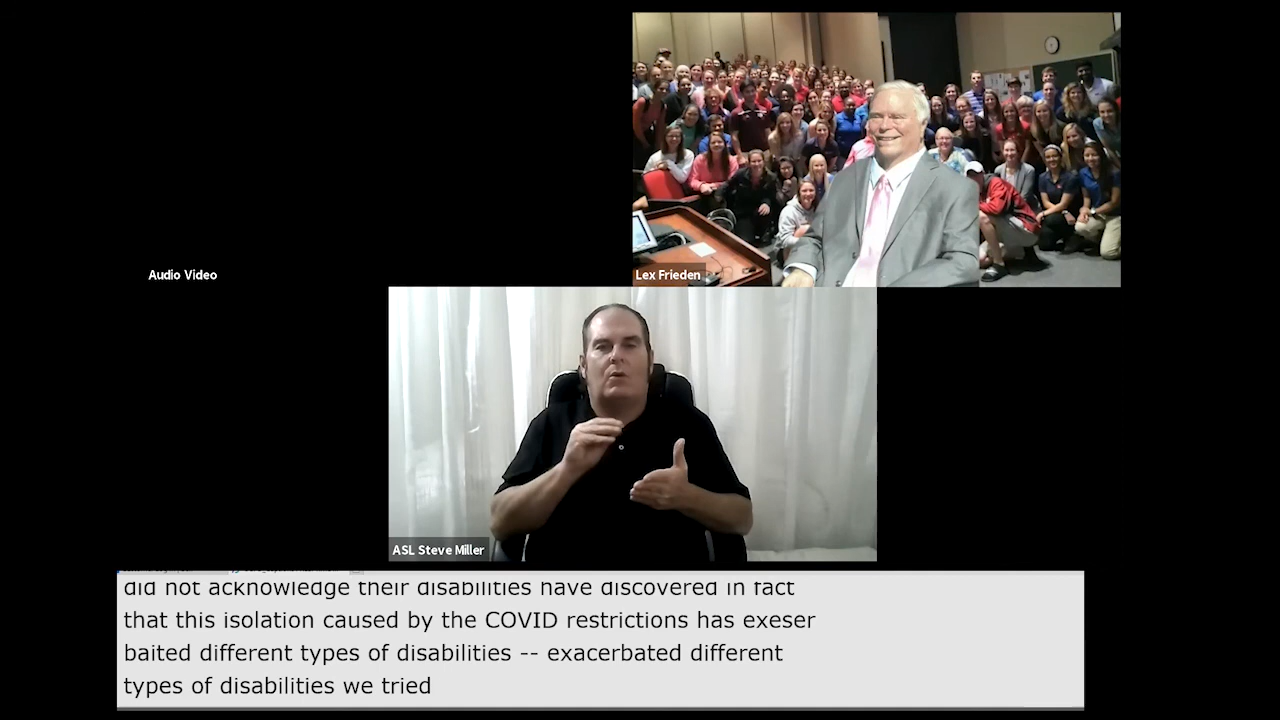 Audio Video
Lex Frieden
ASL Steve Miller
did not acknowledge their disabilities have discovered in fact
that this isolation caused by the COVID restrictions has exeser
baited different types of disabilities -- exacerbated different
types of disabilities we tried